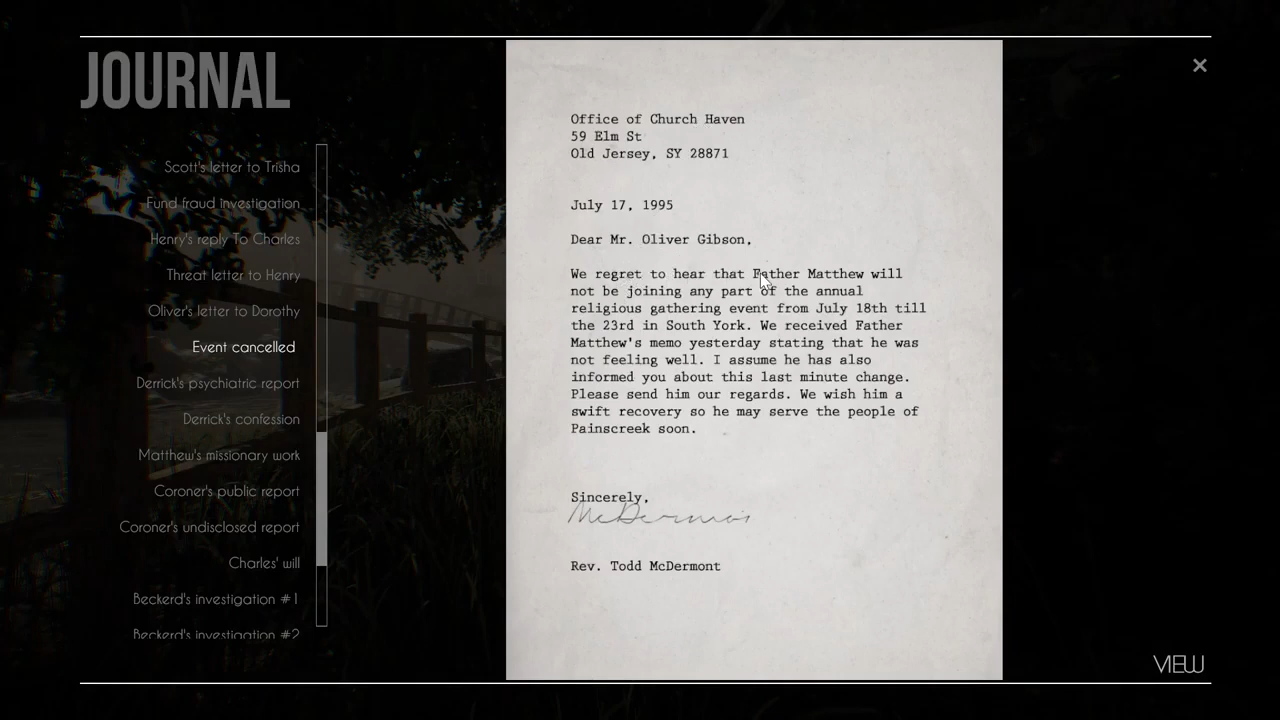 JOURNAL
×
Scott's letter to Trisha
Fund fraud investigation
Henry's reply To Charles
Threat letter to Henry
Oliver's letter to Dorothy
Event cancelled
Derrick's psychiatric report
Derrick's confession
Matthew's missionary work
Coroner's public report
Coroner's undisclosed report
Charles' will
Beckerd's investigation #1
Beckerd's investigation #2
Office of Church Haven
59 Elm St
Old Jersey, SY 28871
July 17, 1995
Dear Mr. Oliver Gibson,
We regret to hear that Father Matthew will
not be joining any part of the annual
religious gathering event from July 18th till
the 23rd in South York. We received Father
Matthew's memo yesterday stating that he was
not feeling well. I assume he has also
informed you about this last minute change.
Please send him our regards. We wish him a
swift recovery so he may serve the people of
Painscreek soon.
Sincerely,
McDermont
Rev. Todd McDermont
VIEW